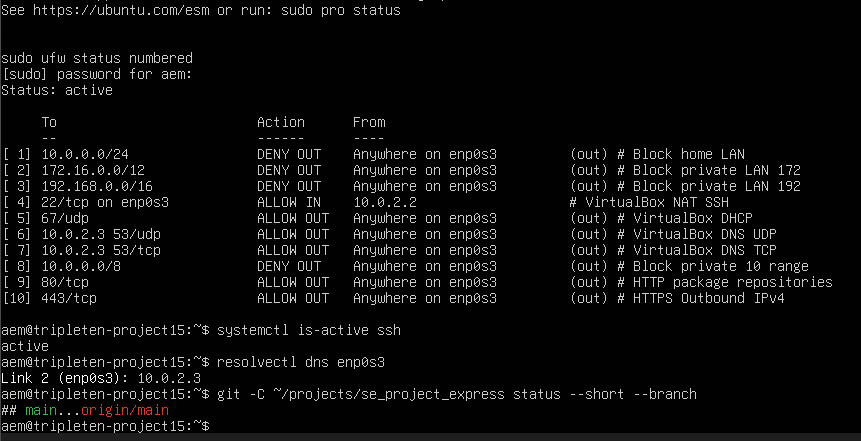 See https://ubuntu.com/esm or run: sudo pro status
sudo ufw status numbered
[sudo] password for aem:
Status: active
     To                         Action      From
     --                         ------      ----
[ 1] 10.0.0.0/24                DENY OUT    Anywhere on enp0s3         (out) # Block home LAN
[ 2] 172.16.0.0/12              DENY OUT    Anywhere on enp0s3         (out) # Block private LAN 172
[ 3] 192.168.0.0/16             DENY OUT    Anywhere on enp0s3         (out) # Block private LAN 192
[ 4] 22/tcp on enp0s3           ALLOW IN    10.0.2.2                   # VirtualBox NAT SSH
[ 5] 67/udp                     ALLOW OUT   Anywhere on enp0s3         (out) # VirtualBox DHCP
[ 6] 10.0.2.3 53/udp            ALLOW OUT   Anywhere on enp0s3         (out) # VirtualBox DNS UDP
[ 7] 10.0.2.3 53/tcp            ALLOW OUT   Anywhere on enp0s3         (out) # VirtualBox DNS TCP
[ 8] 10.0.0.0/8                 DENY OUT    Anywhere on enp0s3         (out) # Block private 10 range
[ 9] 80/tcp                     ALLOW OUT   Anywhere on enp0s3         (out) # HTTP package repositories
[10] 443/tcp                    ALLOW OUT   Anywhere on enp0s3         (out) # HTTPS Outbound IPv4
aem@tripleten-project15:~$ systemctl is-active ssh
active
aem@tripleten-project15:~$ resolvectl dns enp0s3
Link 2 (enp0s3): 10.0.2.3
aem@tripleten-project15:~$ git -C ~/projects/se_project_express status --short --branch
## main...origin/main
aem@tripleten-project15:~$